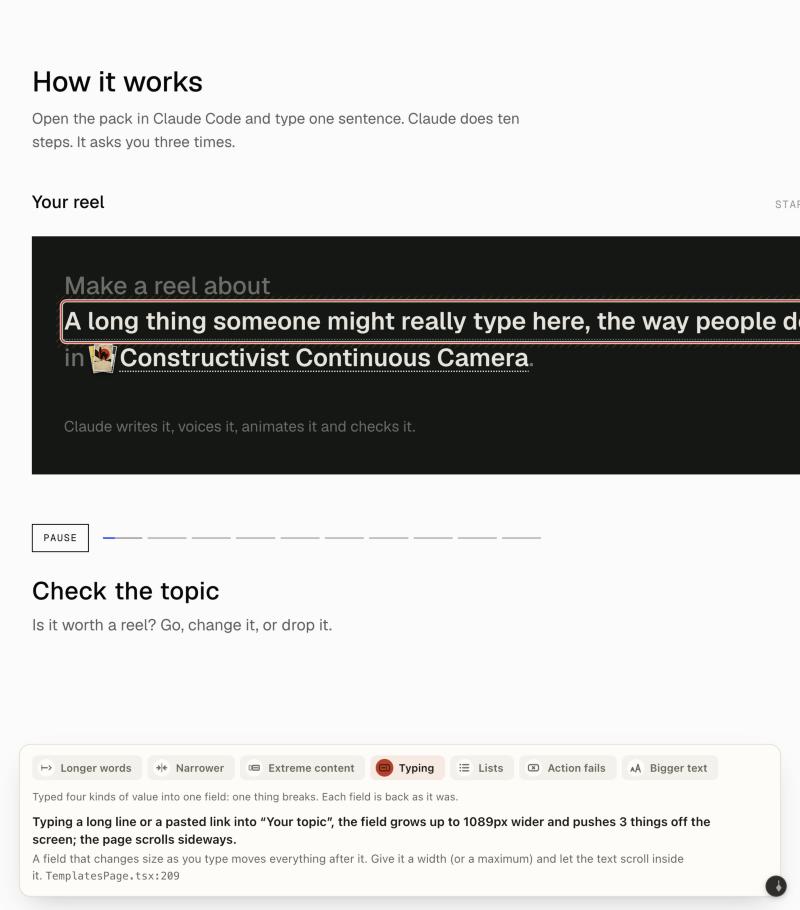 How it works
Open the pack in Claude Code and type one sentence. Claude does ten
steps. It asks you three times.
Your reel
STAR
Make a reel about
A long thing someone might really type here, the way people d
in Constructivist Continuous Camera.
Claude writes it, voices it, animates it and checks it.
PAUSE
Check the topic
Is it worth a reel? Go, change it, or drop it.
Longer words Narrower Extreme content Typing Lists Action fails Bigger text
Typed four kinds of value into one field: one thing breaks. Each field is back as it was.
Typing a long line or a pasted link into “Your topic”, the field grows up to 1089px wider and pushes 3 things off the
screen; the page scrolls sideways.
A field that changes size as you type moves everything after it. Give it a width (or a maximum) and let the text scroll inside
it. TemplatesPage.tsx:209